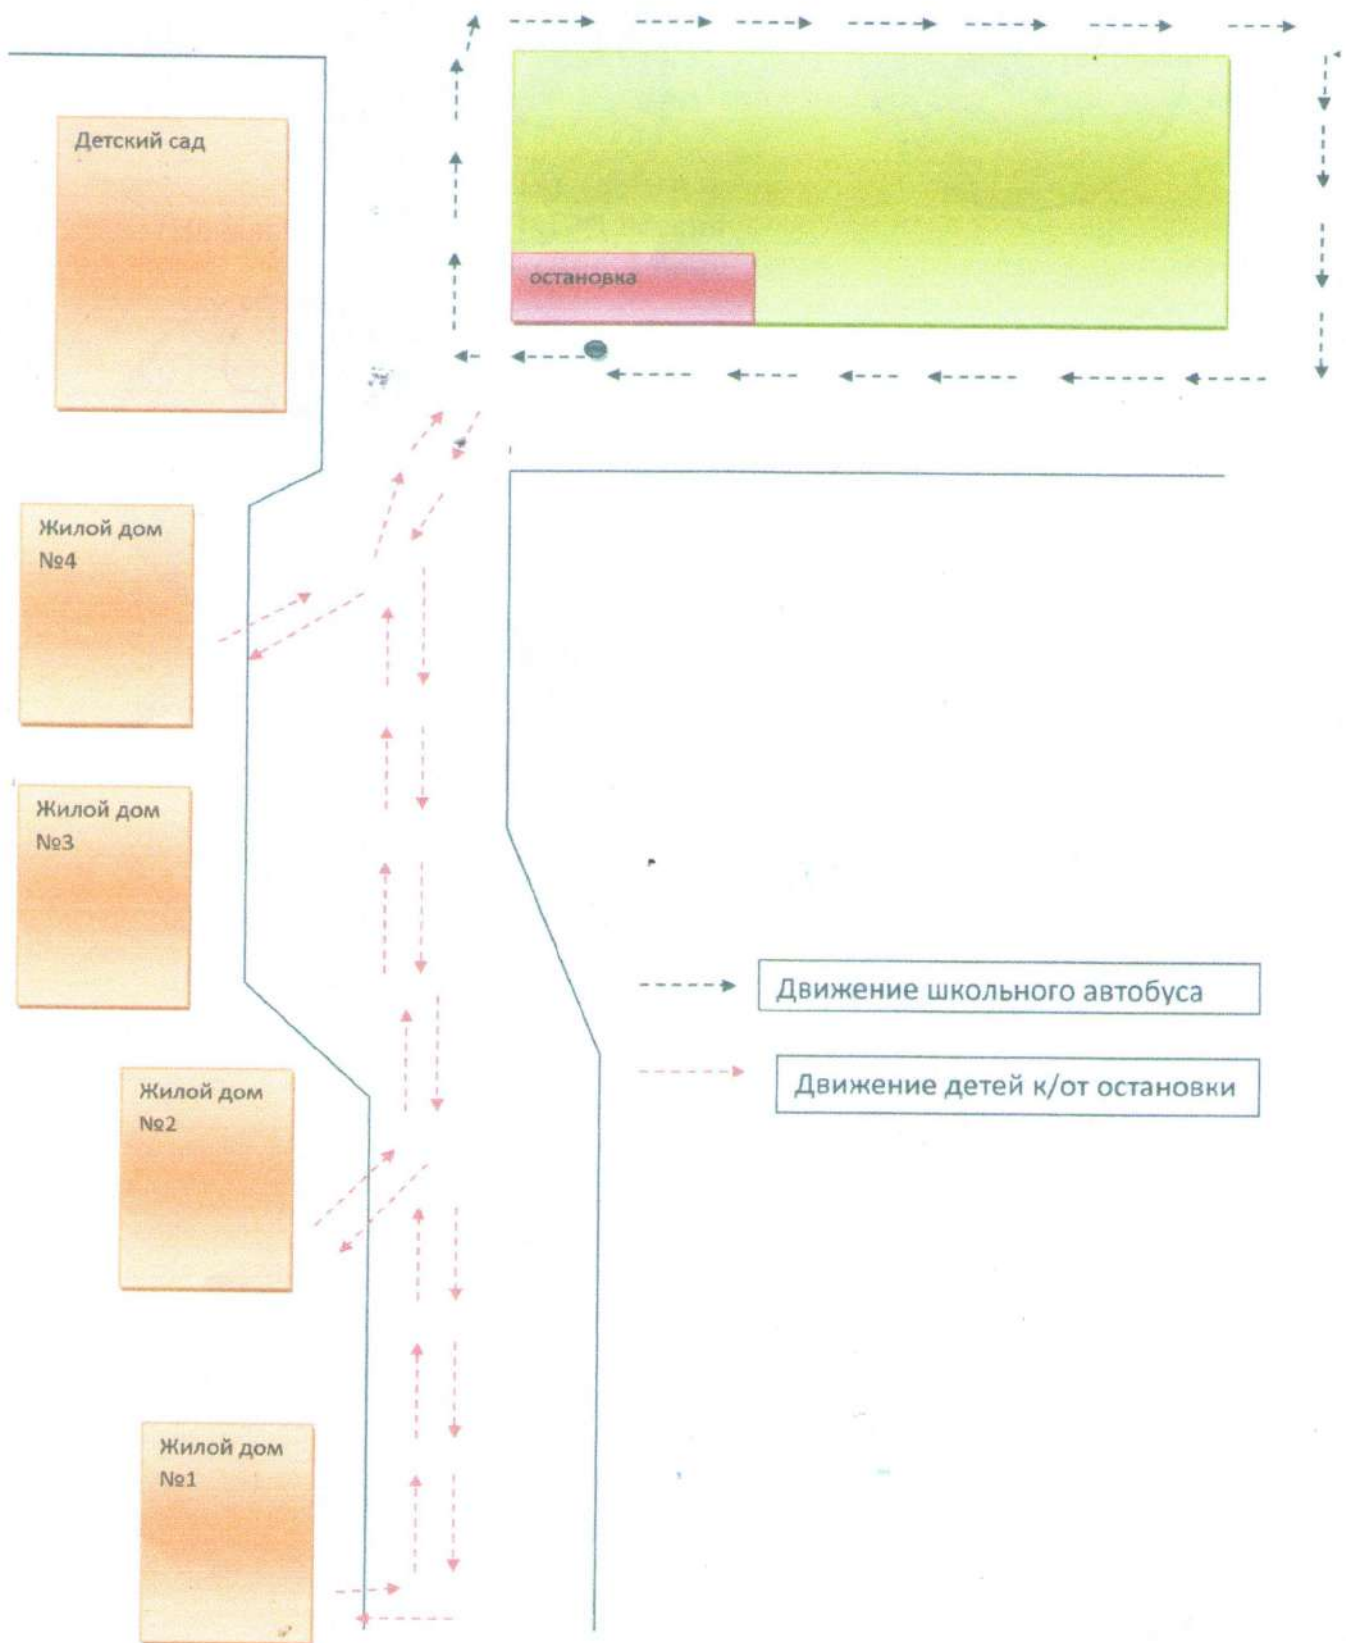 Детский сад
остановка
Жилой дом
№4
Жилой дом
№3
Движение школьного автобуса
Движение детей к/от остановки
Жилой дом
№2
Жилой дом
№1